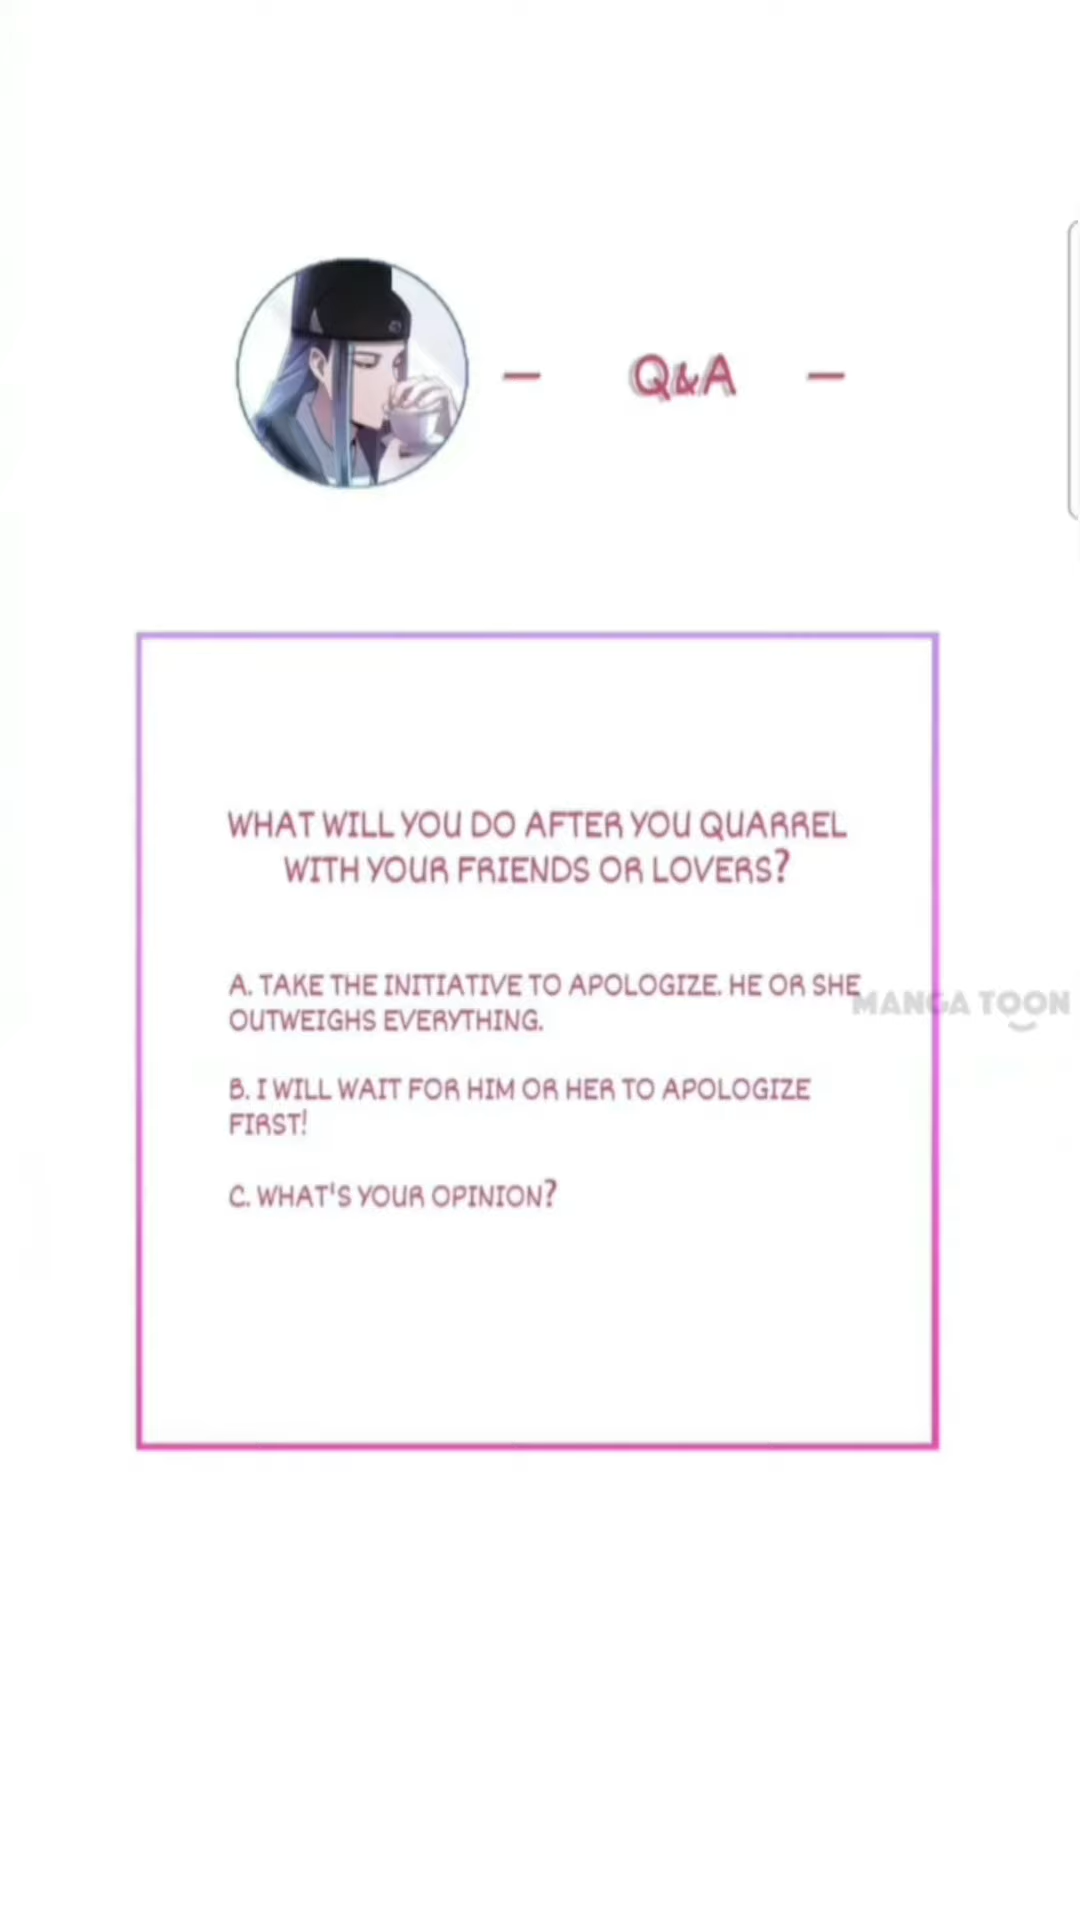 — Q&A —
WHAT WILL YOU DO AFTER YOU QUARREL
WITH YOUR FRIENDS OR LOVERS?
A. TAKE THE INITIATIVE TO APOLOGIZE. HE OR SHE
OUTWEIGHS EVERYTHING.
MANGA TOON
B. I WILL WAIT FOR HIM OR HER TO APOLOGIZE
FIRST!
C. WHAT'S YOUR OPINION?